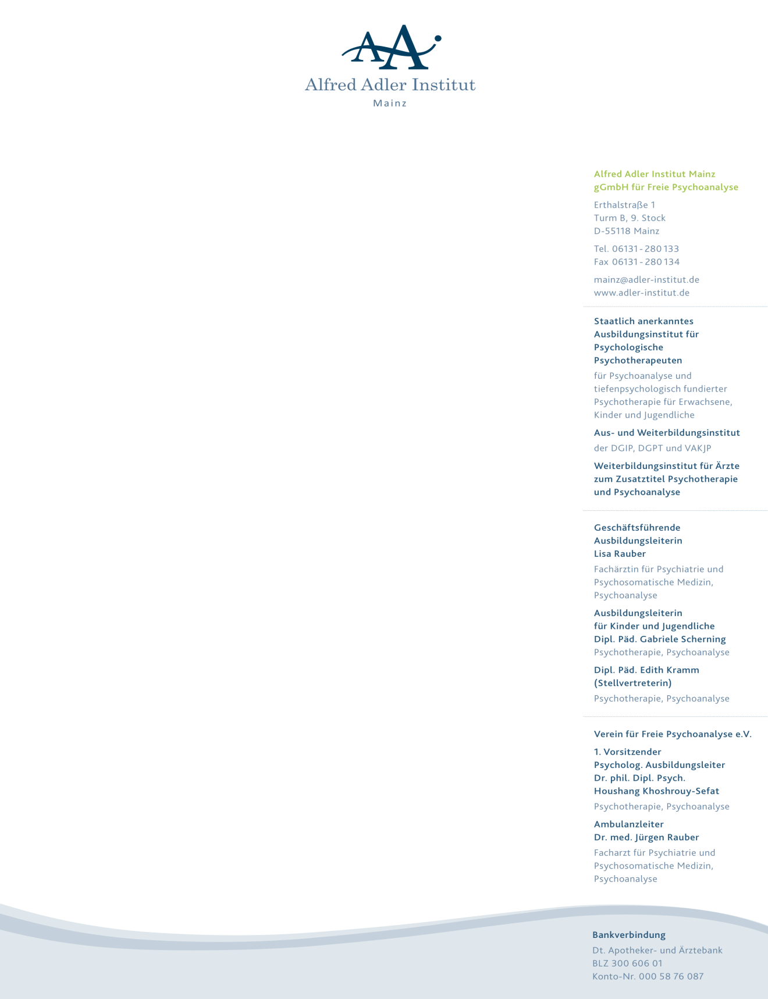 AA
Alfred Adler Institut
Mainz
Alfred Adler Institut Mainz
gGmbH für Freie Psychoanalyse
Erthalstraße 1
Turm B, 9. Stock
D-55118 Mainz
Tel. 06131-280133
Fax 06131-280134
mainz@adler-institut.de
www.adler-institut.de
Staatlich anerkanntes
Ausbildungsinstitut für
Psychologische
Psychotherapeuten
für Psychoanalyse und
tiefenpsychologisch fundierter
Psychotherapie für Erwachsene,
Kinder und Jugendliche
Aus- und Weiterbildungsinstitut
der DGIP, DGPT und VAKJP
Weiterbildungsinstitut für Ärzte
zum Zusatztitel Psychotherapie
und Psychoanalyse
Geschäftsführende
Ausbildungsleiterin
Lisa Rauber
Fachärztin für Psychiatrie und
Psychosomatische Medizin,
Psychoanalyse
Ausbildungsleiterin
für Kinder und Jugendliche
Dipl. Päd. Gabriele Scherning
Psychotherapie, Psychoanalyse
Dipl. Päd. Edith Kramm
(Stellvertreterin)
Psychotherapie, Psychoanalyse
Verein für Freie Psychoanalyse e.V.
1. Vorsitzender
Psycholog. Ausbildungsleiter
Dr. phil. Dipl. Psych.
Houshang Khoshrouy-Sefat
Psychotherapie, Psychoanalyse
Ambulanzleiter
Dr. med. Jürgen Rauber
Facharzt für Psychiatrie und
Psychosomatische Medizin,
Psychoanalyse
Bankverbindung
Dt. Apotheker- und Ärztebank
BLZ 300 606 01
Konto-Nr. 000 58 76 087